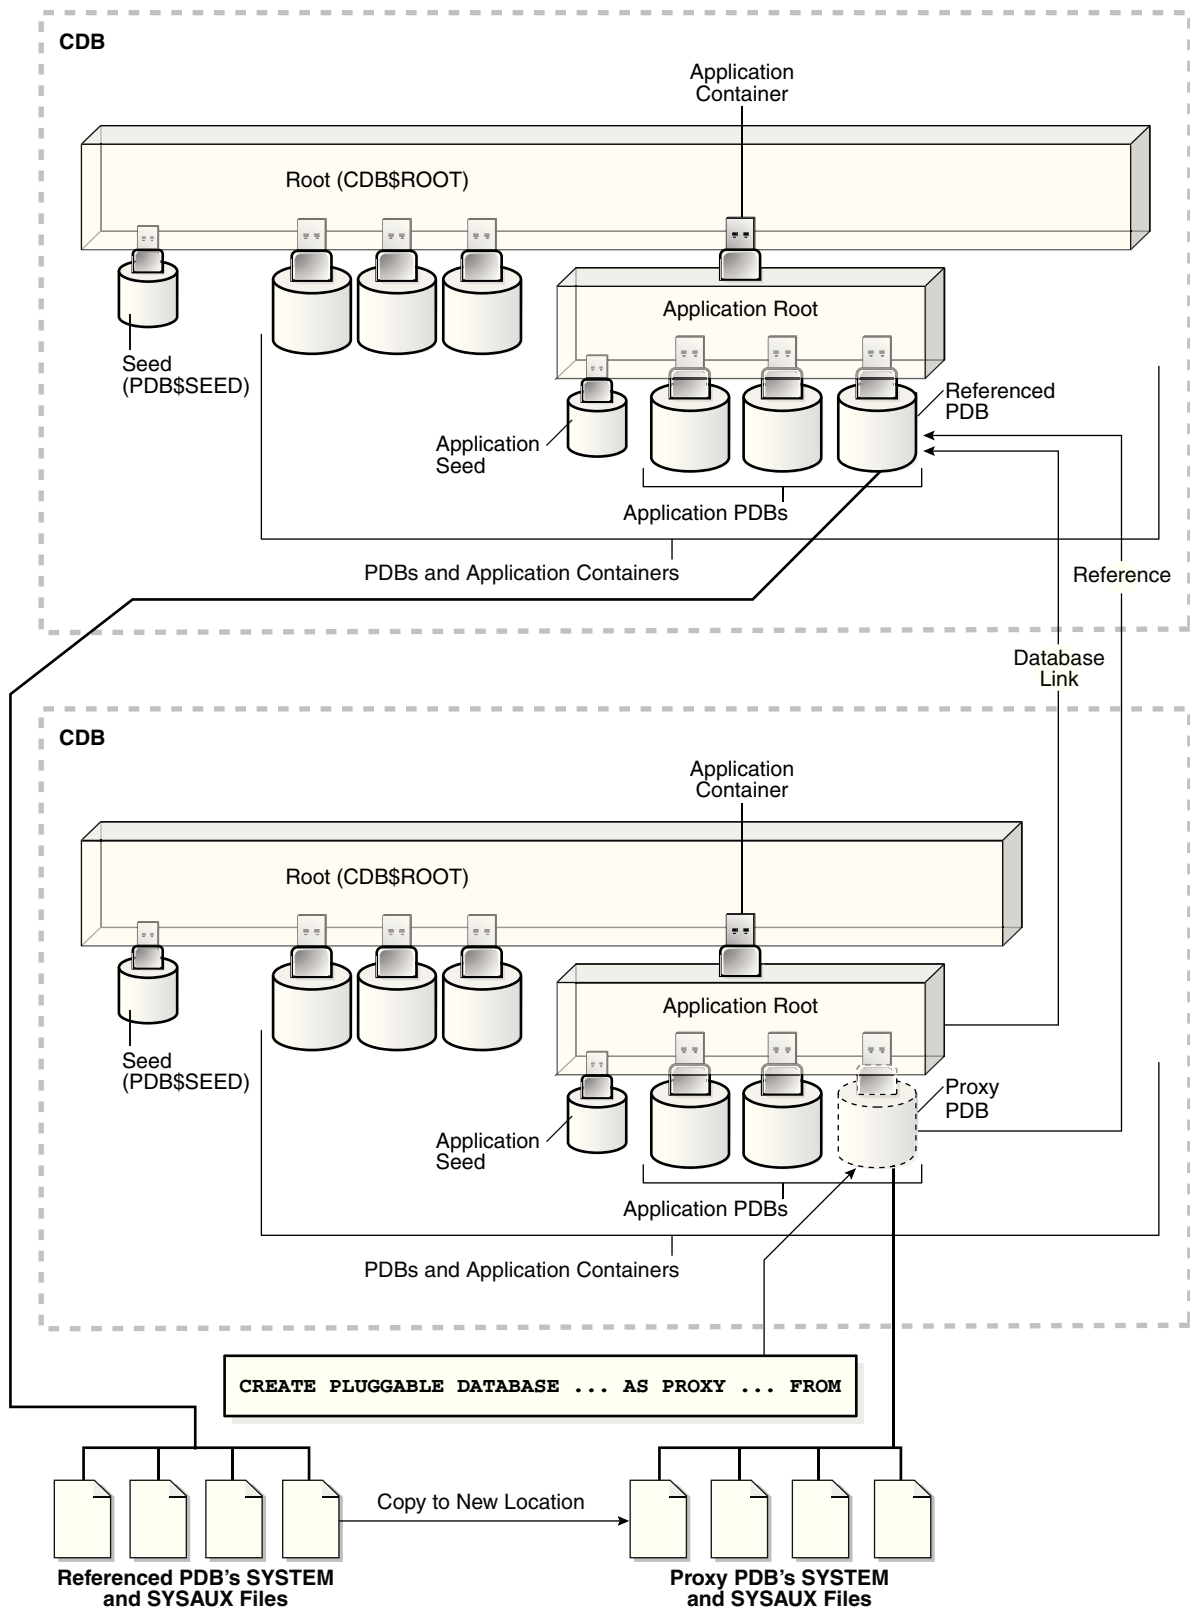 CDB
Application
Container
Root (CDB$ROOT)
Application Root
Seed
(PDB$SEED)
Referenced
PDB
Application
Seed
Application PDBs
PDBs and Application Containers
Reference
Database
Link
CDB
Application
Container
Root (CDB$ROOT)
Application Root
Seed
(PDB$SEED)
Proxy
PDB
Application
Seed
Application PDBs
PDBs and Application Containers
CREATE PLUGGABLE DATABASE ... AS PROXY ... FROM
Copy to New Location
Referenced PDB's SYSTEM
and SYSAUX Files
Proxy PDB's SYSTEM
and SYSAUX Files